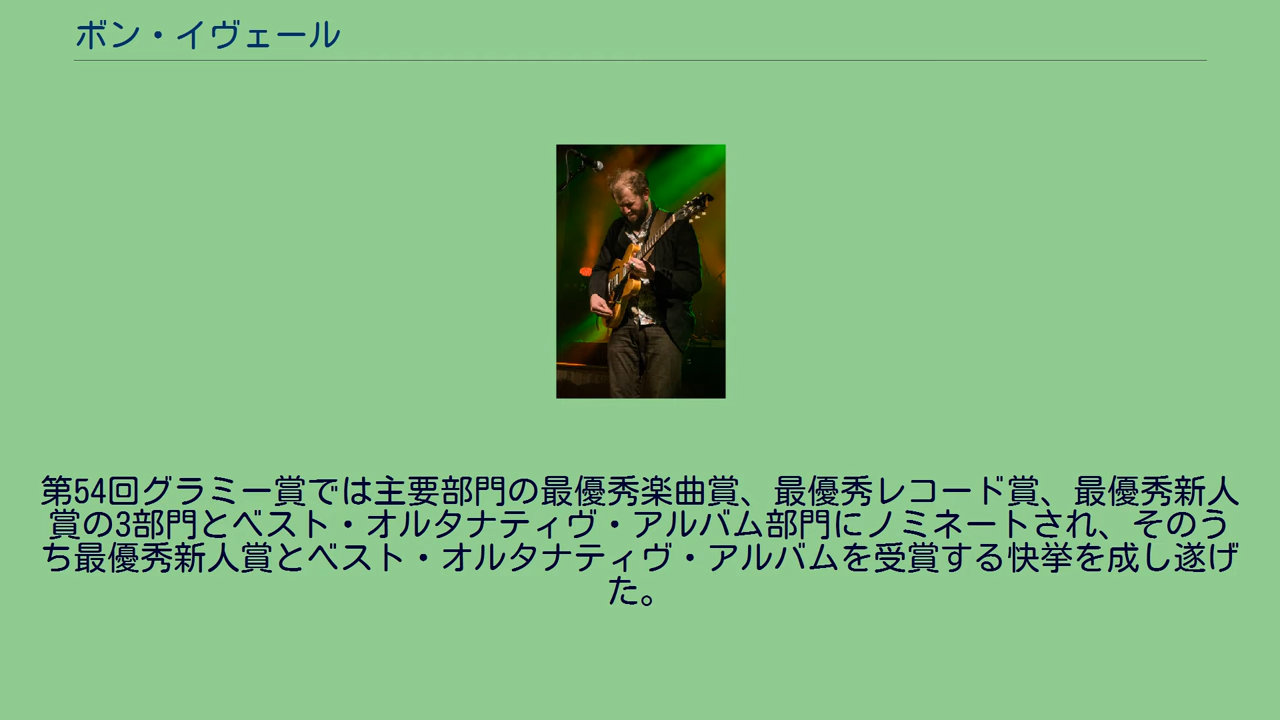 ボン・イヴェール
第54回グラミー賞では主要部門の最優秀楽曲賞、最優秀レコード賞、最優秀新人
賞の3部門とベスト・オルタナティヴ・アルバム部門にノミネートされ、そのう
ち最優秀新人賞とベスト・オルタナティヴ・アルバムを受賞する快挙を成し遂げ
た。